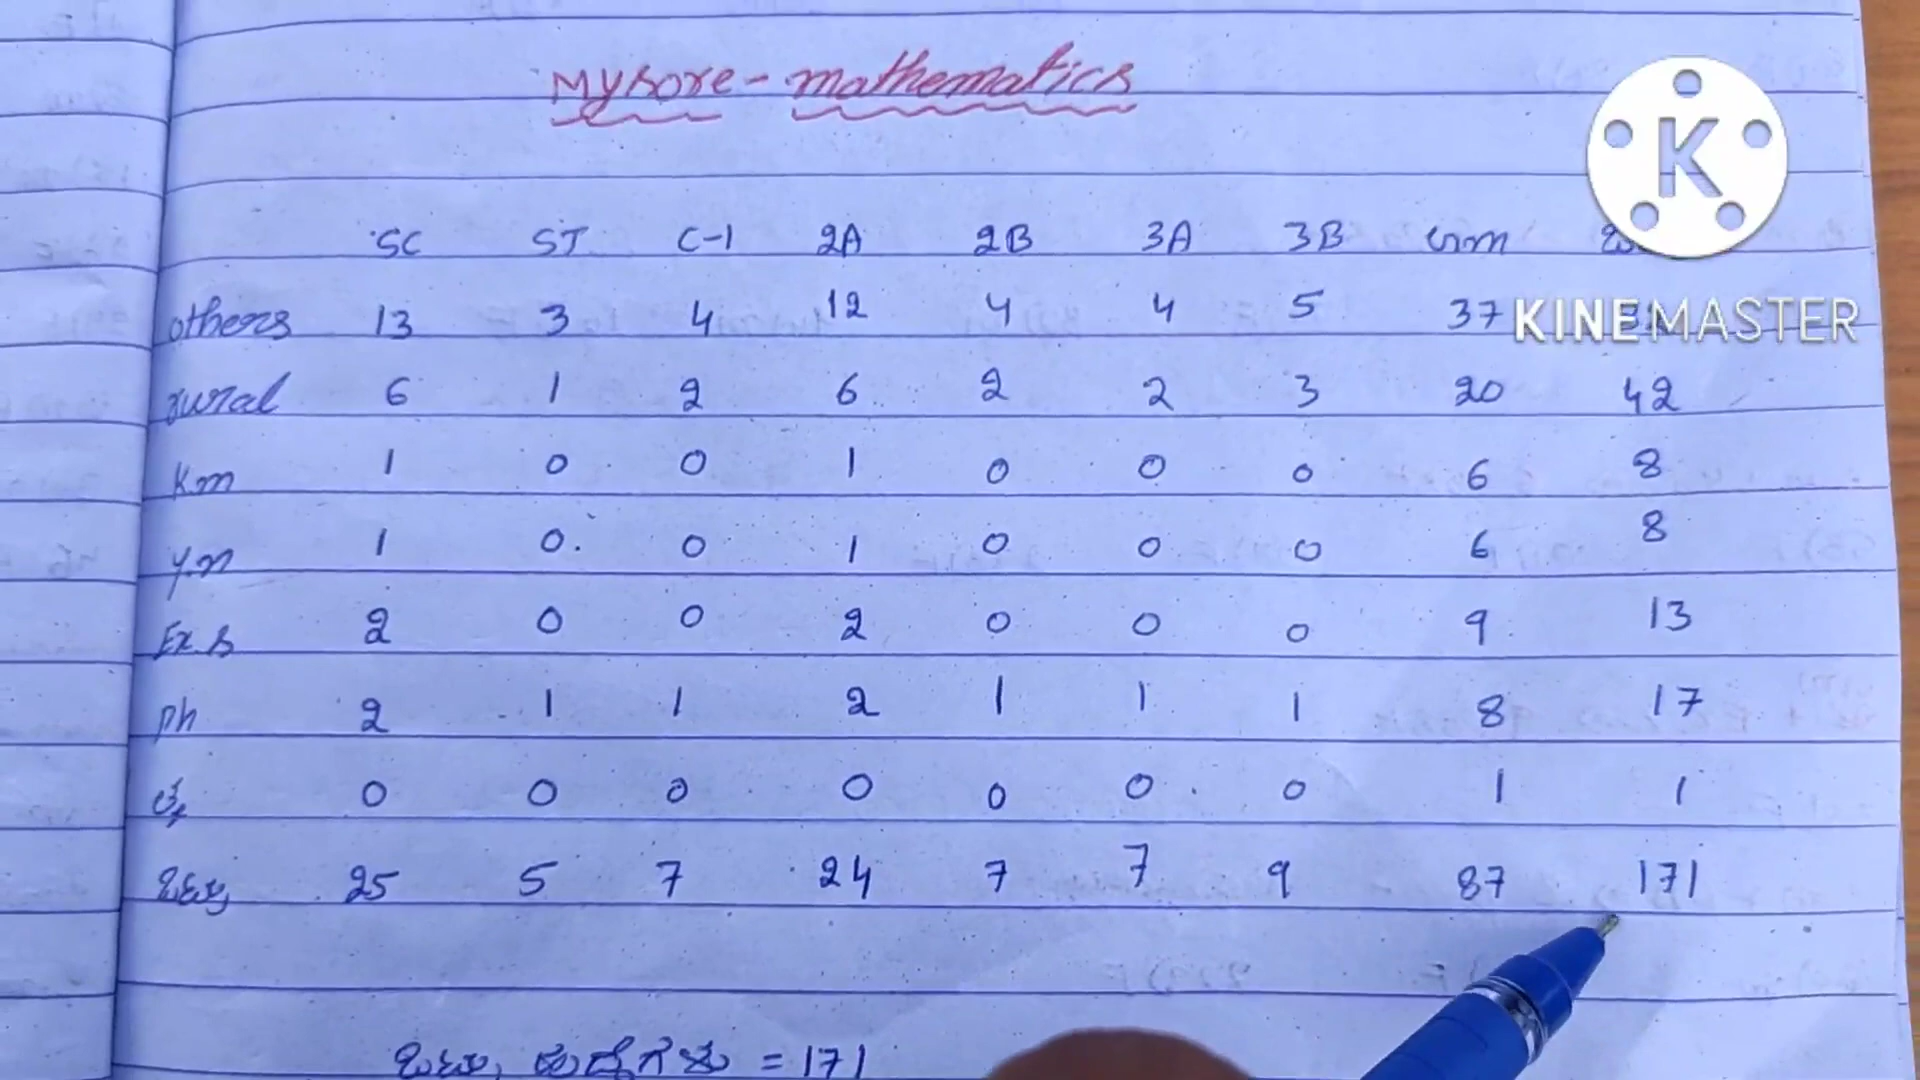 Mysore - mathematics
SC ST C-1 2A 2B 3A 3B Gm
others 13 3 4 12 4 4 5 37
KINEMASTER
rural 6 1 2 6 2 2 3 20 42
K.m 1 0 0 1 0 0 0 6 8
y.m 1 0 0 1 0 0 0 6 8
Ex.s 2 0 0 2 0 0 0 9 13
ph 2 1 1 2 1 1 1 8 17
0 0 0 0 0 0 0 1 1
ಒಟ್ಟು 25 5 7 24 7 7 9 87 171
ಒಟ್ಟು ಹುದ್ದೆಗಳು = 171